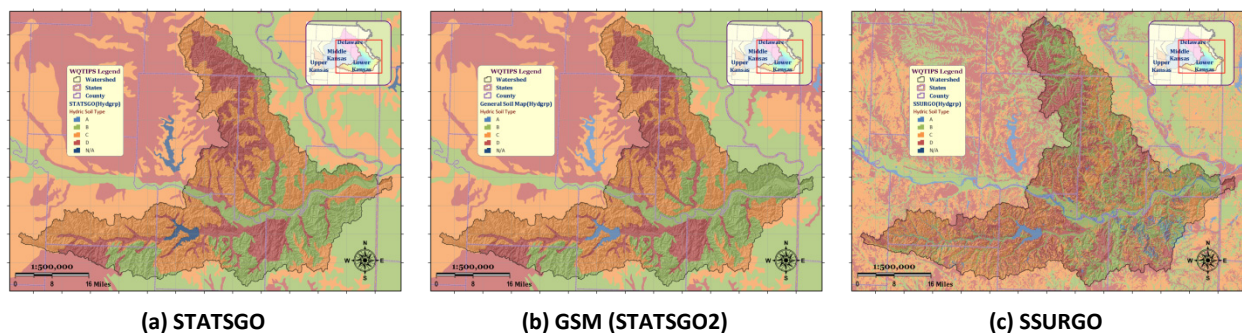 Delaware
Middle
Kansas
Upper
Kansas
Lower
Kansas
WQTIPS Legend
Watershed
States
County
STATSGO(Hydgrp)
Hydric Soil Type
A
B
C
D
N/A
1:500,000
0 8 16 Miles
N
W E
S
(a) STATSGO
Delaware
Middle
Kansas
Upper
Kansas
Lower
Kansas
WQTIPS Legend
Watershed
States
County
General Soil Map(Hydgrp)
Hydric Soil Type
A
B
C
D
N/A
1:500,000
0 8 16 Miles
N
W E
S
(b) GSM (STATSGO2)
Delaware
Middle
Kansas
Upper
Kansas
Lower
Kansas
WQTIPS Legend
Watershed
States
County
SSURGO(Hydgrp)
Hydric Soil Type
A
B
C
D
N/A
1:500,000
0 8 16 Miles
N
W E
S
(c) SSURGO